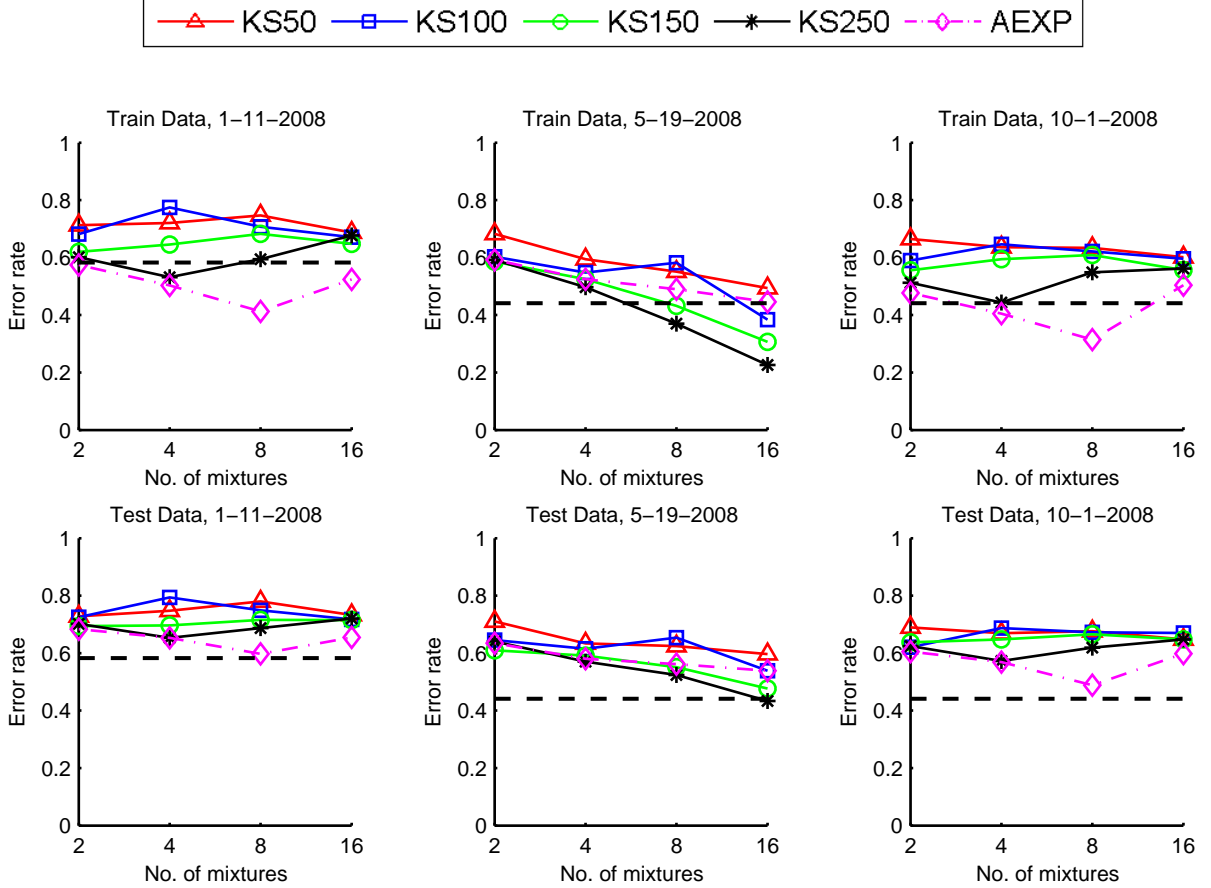 KS50 KS100 KS150 KS250 AEXP
Train Data, 1−11−2008
1
0.8
0.6
0.4
0.2
0
Error rate
2 4 8 16
No. of mixtures
Train Data, 5−19−2008
1
0.8
0.6
0.4
0.2
0
Error rate
2 4 8 16
No. of mixtures
Train Data, 10−1−2008
1
0.8
0.6
0.4
0.2
0
Error rate
2 4 8 16
No. of mixtures
Test Data, 1−11−2008
1
0.8
0.6
0.4
0.2
0
Error rate
2 4 8 16
No. of mixtures
Test Data, 5−19−2008
1
0.8
0.6
0.4
0.2
0
Error rate
2 4 8 16
No. of mixtures
Test Data, 10−1−2008
1
0.8
0.6
0.4
0.2
0
Error rate
2 4 8 16
No. of mixtures